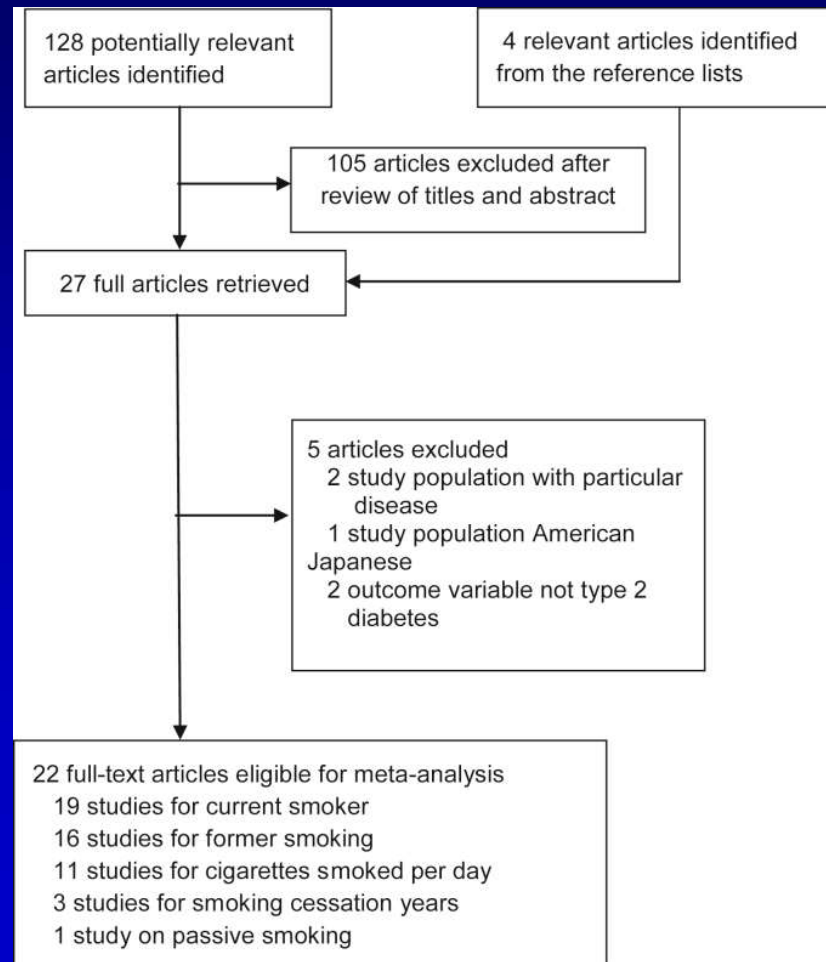 128 potentially relevant
articles identified
4 relevant articles identified
from the reference lists
105 articles excluded after
review of titles and abstract
27 full articles retrieved
5 articles excluded
2 study population with particular
disease
1 study population American
Japanese
2 outcome variable not type 2
diabetes
22 full-text articles eligible for meta-analysis
19 studies for current smoker
16 studies for former smoking
11 studies for cigarettes smoked per day
3 studies for smoking cessation years
1 study on passive smoking